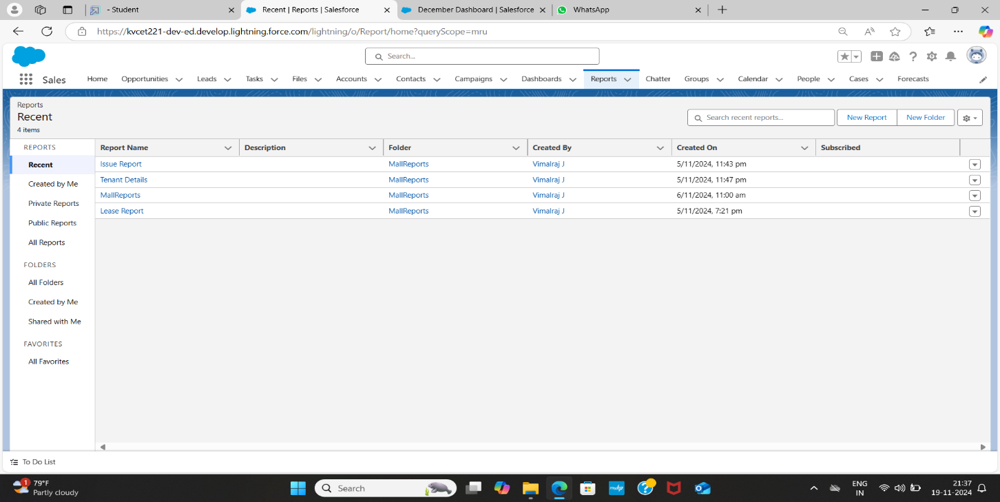 - Student
Recent | Reports | Salesforce
December Dashboard | Salesforce
WhatsApp
https://kvcet221-dev-ed.develop.lightning.force.com/lightning/o/Report/home?queryScope=mru
Search...
Sales Home Opportunities Leads Tasks Files Accounts Contacts Campaigns Dashboards Reports Chatter Groups Calendar People Cases Forecasts
Reports
Recent
4 items
Search recent reports...
New Report
New Folder
REPORTS
Recent
Created by Me
Private Reports
Public Reports
All Reports
FOLDERS
All Folders
Created by Me
Shared with Me
FAVORITES
All Favorites
Report Name Description Folder Created By Created On Subscribed
Issue Report MallReports Vimalraj J 5/11/2024, 11:43 pm
Tenant Details MallReports Vimalraj J 5/11/2024, 11:47 pm
MallReports MallReports Vimalraj J 6/11/2024, 11:00 am
Lease Report MallReports Vimalraj J 5/11/2024, 7:21 pm
To Do List
1
79°F
Partly cloudy
Search
myhp
ENG
IN
21:37
19-11-2024